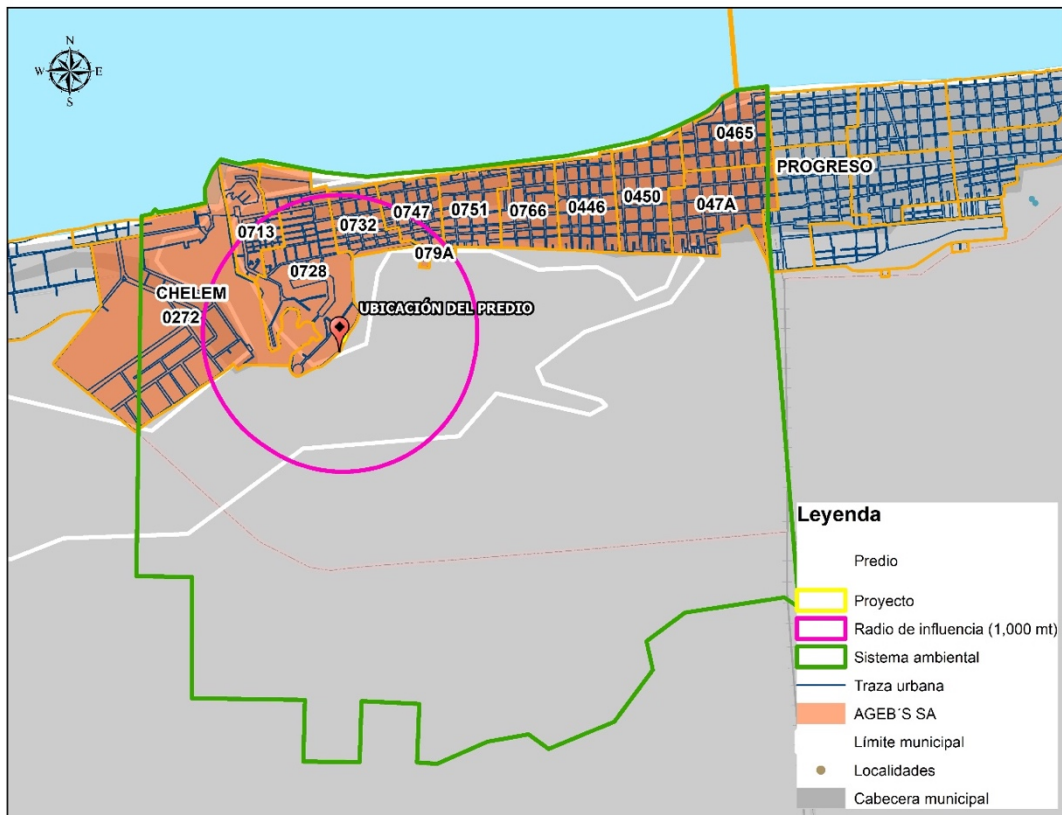 N
W E
S
0465
PROGRESO
0450
047A
0446
0766
0751
0747
0732
0713
079A
0728
CHELEM
0272
UBICACIÓN DEL PREDIO
Leyenda
Predio
Proyecto
Radio de influencia (1,000 mt)
Sistema ambiental
Traza urbana
AGEB´S SA
Límite municipal
Localidades
Cabecera municipal